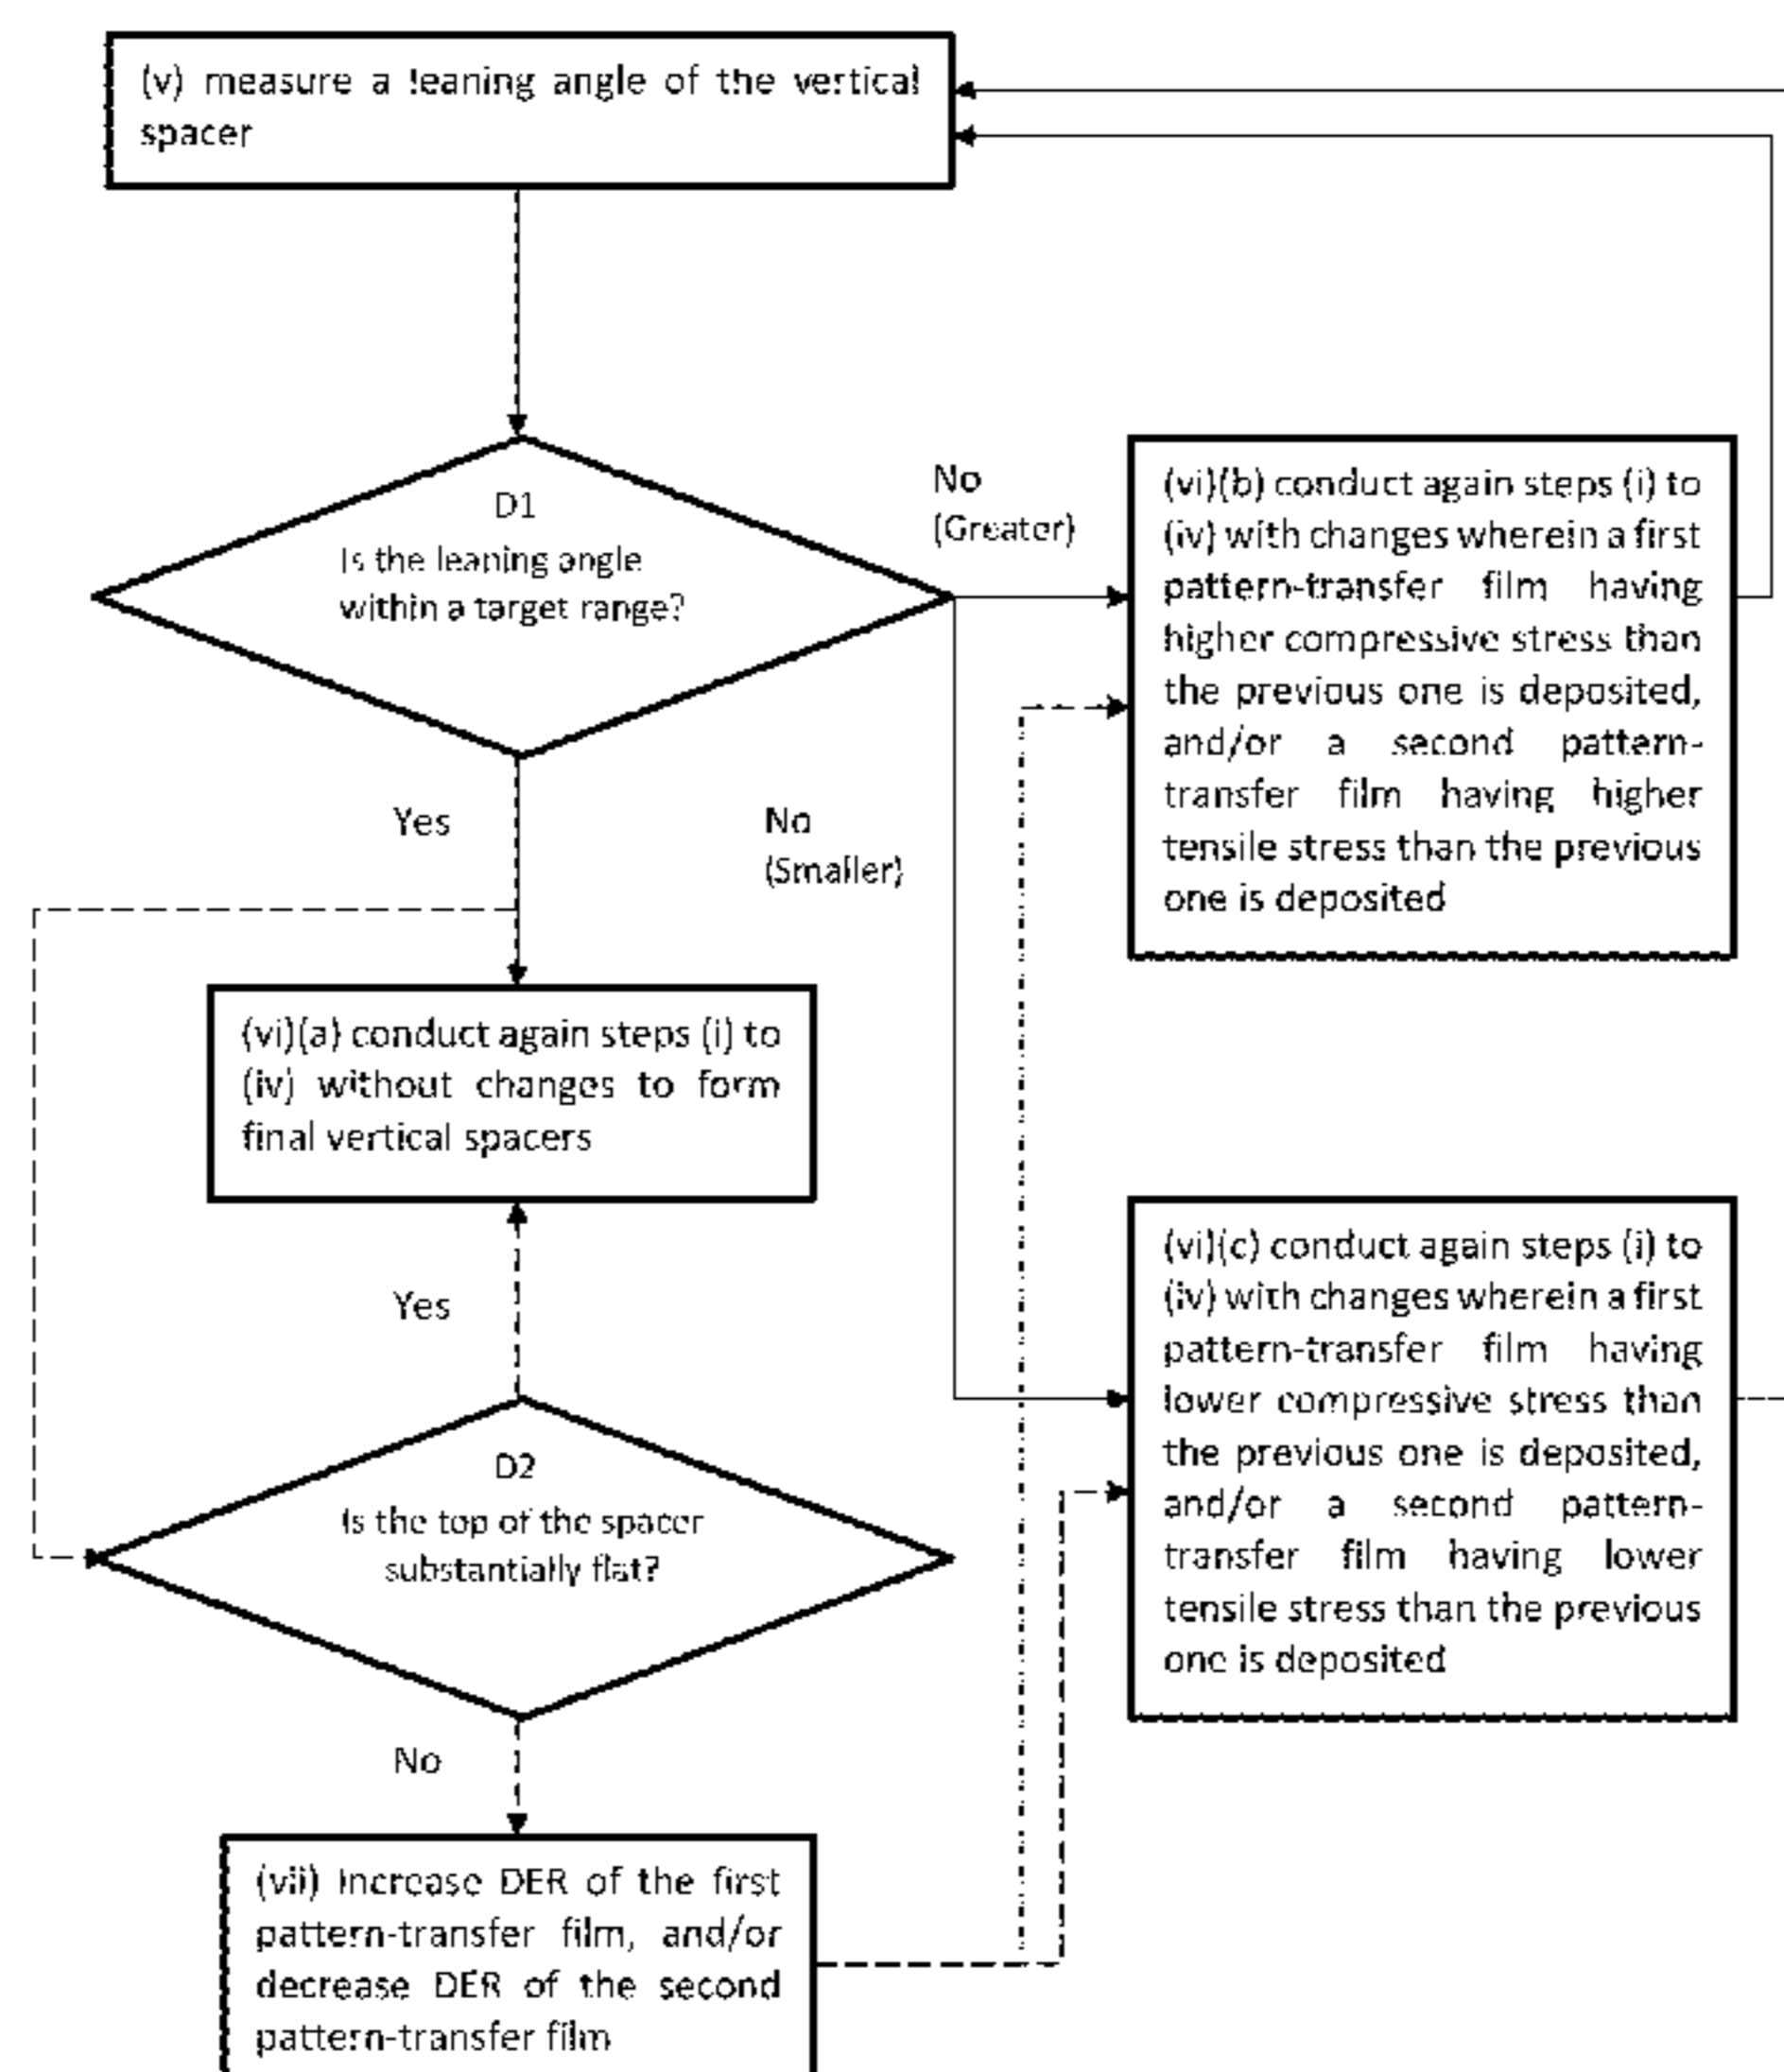 (v) measure a leaning angle of the vertical
spacer
D1
Is the leaning angle
within a target range?
No
(Greater)
(vi)(b) conduct again steps (i) to
(iv) with changes wherein a first
pattern-transfer film having
higher compressive stress than
the previous one is deposited,
and/or a second pattern-
transfer film having higher
tensile stress than the previous
one is deposited
Yes
No
(Smaller)
(vi)(a) conduct again steps (i) to
(iv) without changes to form
final vertical spacers
Yes
(vi)(c) conduct again steps (i) to
(iv) with changes wherein a first
pattern-transfer film having
lower compressive stress than
the previous one is deposited,
and/or a second pattern-
transfer film having lower
tensile stress than the previous
one is deposited
D2
Is the top of the spacer
substantially flat?
No
(vii) Increase DER of the first
pattern-transfer film, and/or
decrease DER of the second
pattern-transfer film